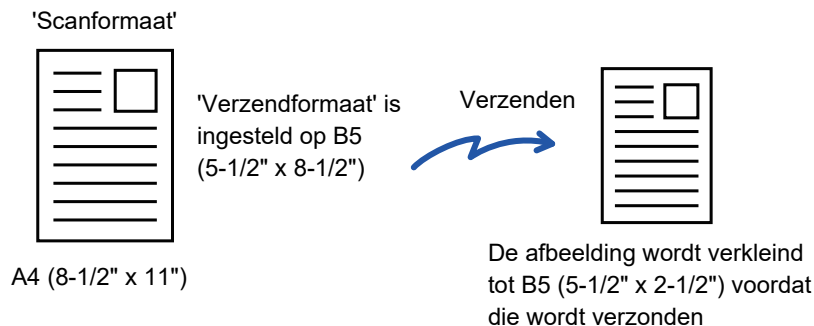 'Scanformaat'
'Verzendformaat' is
ingesteld op B5
(5-1/2" x 8-1/2")
Verzenden
A4 (8-1/2" x 11")
De afbeelding wordt verkleind
tot B5 (5-1/2" x 2-1/2") voordat
die wordt verzonden